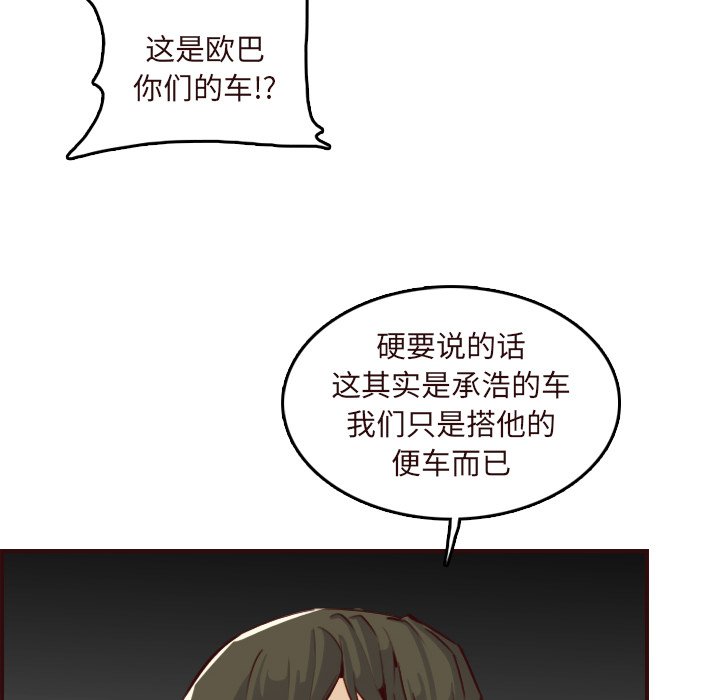 这是欧巴
你们的车!?
硬要说的话
这其实是承浩的车
我们只是搭他的
便车而已